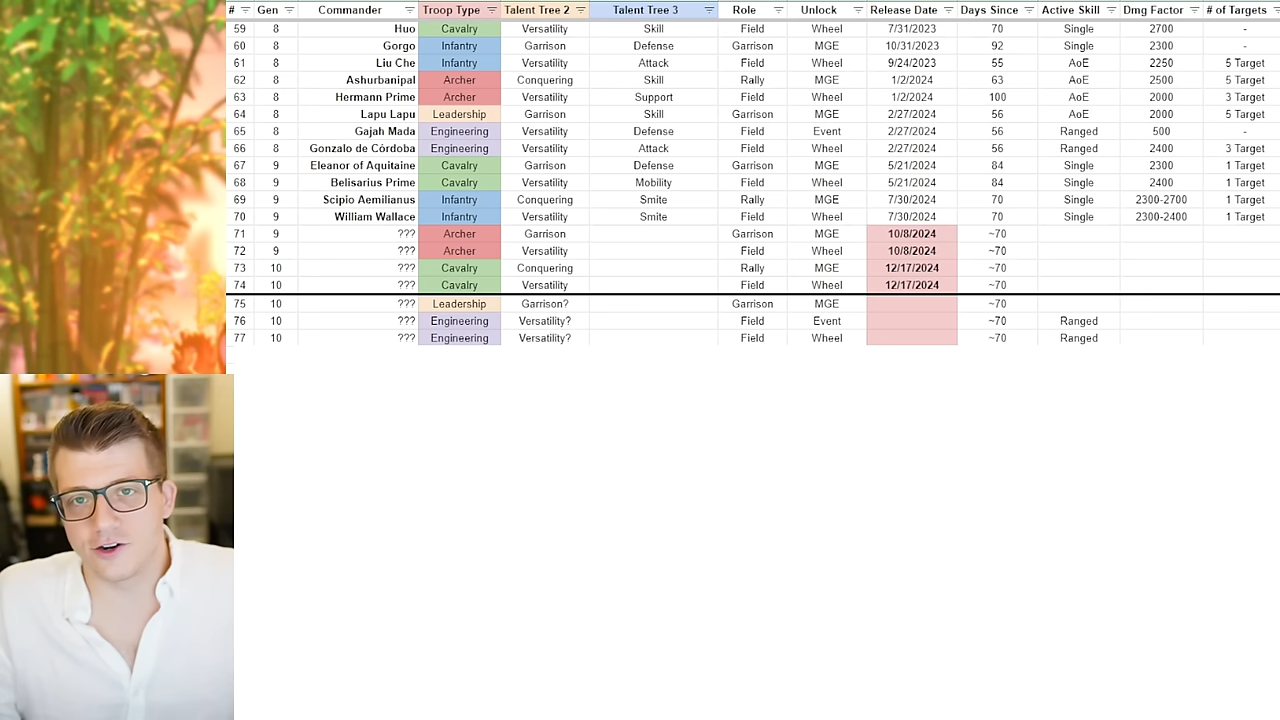 # Gen Commander Troop Type Talent Tree 2 Talent Tree 3 Role Unlock Release Date Days Since Active Skill Dmg Factor # of Targets
59 8 Huo Cavalry Versatility Skill Field Wheel 7/31/2023 70 Single 2700 -
60 8 Gorgo Infantry Garrison Defense Garrison MGE 10/31/2023 92 Single 2300 -
61 8 Liu Che Infantry Versatility Attack Field Wheel 9/24/2023 55 AoE 2250 5 Target
62 8 Ashurbanipal Archer Conquering Skill Rally MGE 1/2/2024 63 AoE 2500 5 Target
63 8 Hermann Prime Archer Versatility Support Field Wheel 1/2/2024 100 AoE 2000 3 Target
64 8 Lapu Lapu Leadership Garrison Skill Garrison MGE 2/27/2024 56 AoE 2000 5 Target
65 8 Gajah Mada Engineering Versatility Defense Field Event 2/27/2024 56 Ranged 500 -
66 8 Gonzalo de Córdoba Engineering Versatility Attack Field Wheel 2/27/2024 56 Ranged 2400 3 Target
67 9 Eleanor of Aquitaine Cavalry Garrison Defense Garrison MGE 5/21/2024 84 Single 2300 1 Target
68 9 Belisarius Prime Cavalry Versatility Mobility Field Wheel 5/21/2024 84 Single 2400 1 Target
69 9 Scipio Aemilianus Infantry Conquering Smite Rally MGE 7/30/2024 70 Single 2300-2700 1 Target
70 9 William Wallace Infantry Versatility Smite Field Wheel 7/30/2024 70 Single 2300-2400 1 Target
71 9 ??? Archer Garrison Garrison MGE 10/8/2024 ~70
72 9 ??? Archer Versatility Field Wheel 10/8/2024 ~70
73 10 ??? Cavalry Conquering Rally MGE 12/17/2024 ~70
74 10 ??? Cavalry Versatility Field Wheel 12/17/2024 ~70
75 10 ??? Leadership Garrison? Garrison MGE ~70
76 10 ??? Engineering Versatility? Field Event ~70 Ranged
77 10 ??? Engineering Versatility? Field Wheel ~70 Ranged